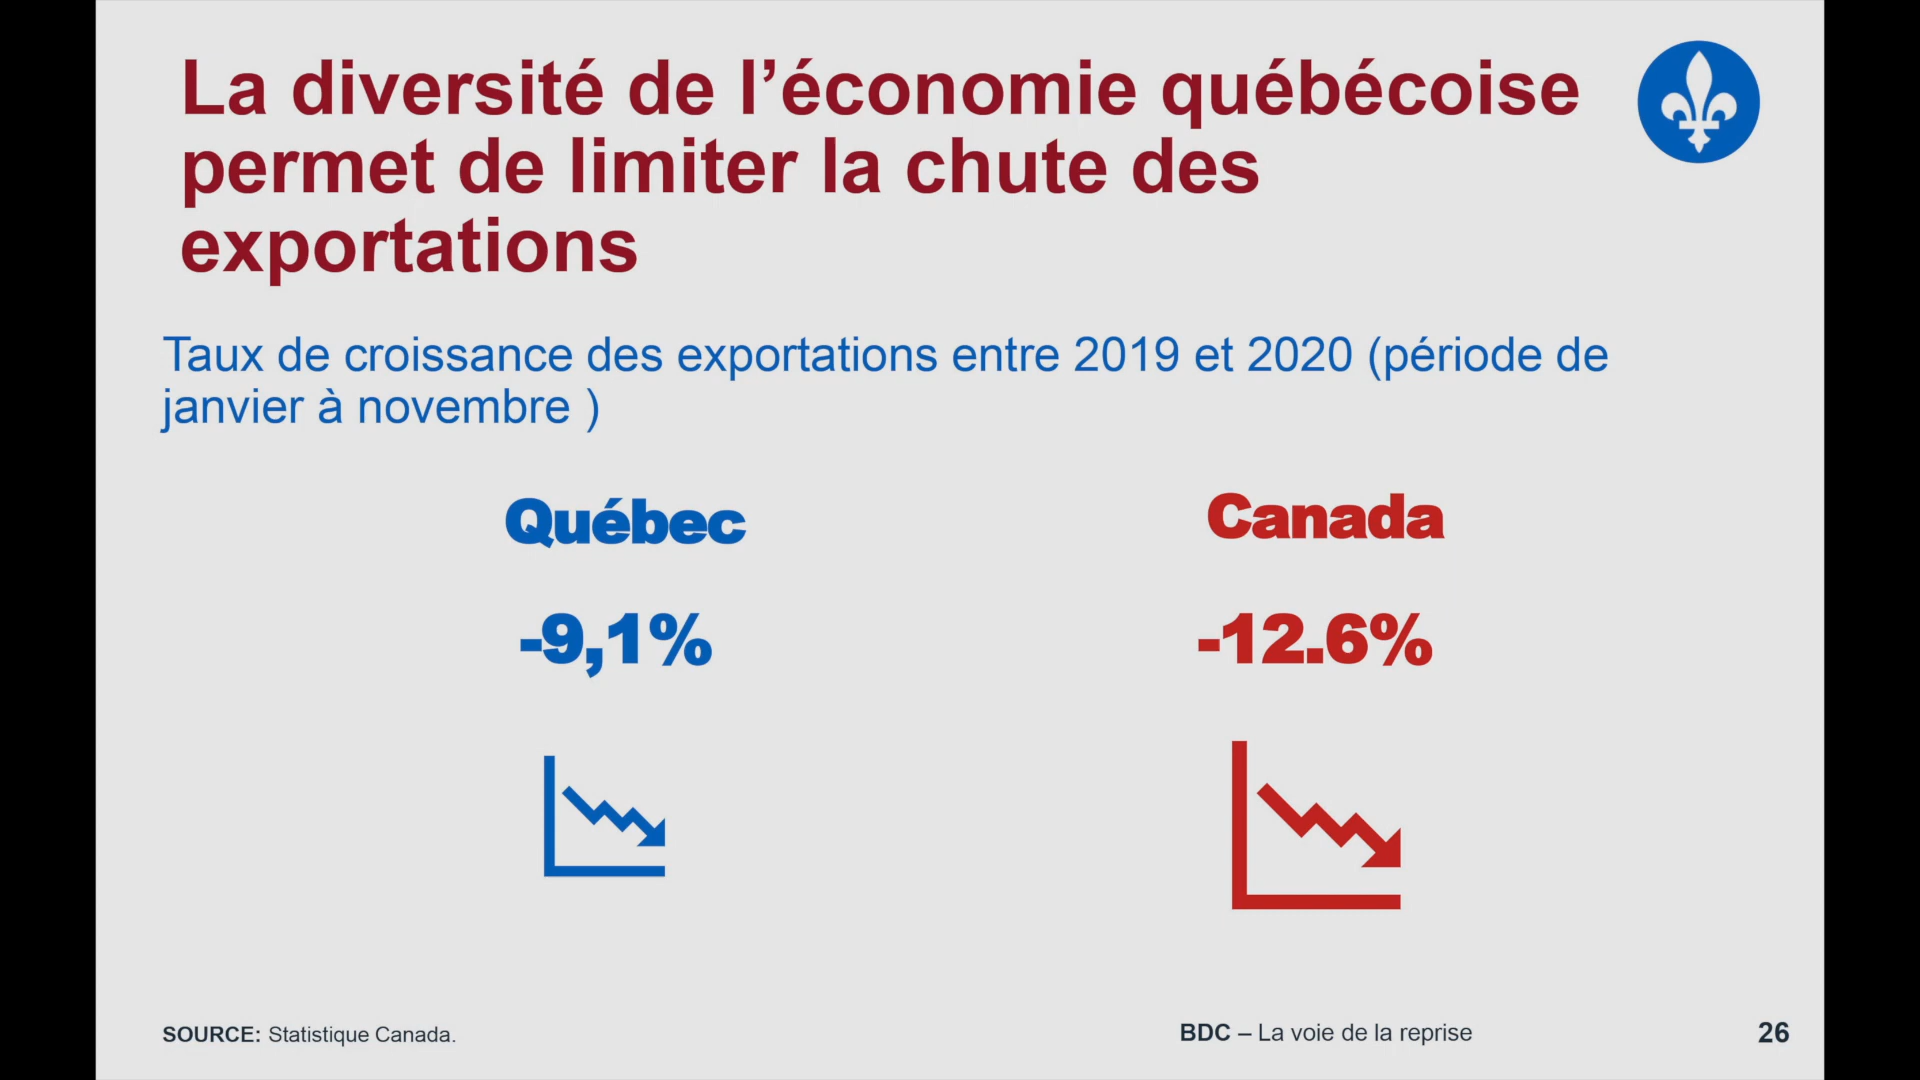 La diversité de l’économie québécoise
permet de limiter la chute des
exportations
Taux de croissance des exportations entre 2019 et 2020 (période de
janvier à novembre )
Québec
Canada
-9,1%
-12.6%
SOURCE: Statistique Canada.
BDC – La voie de la reprise
26